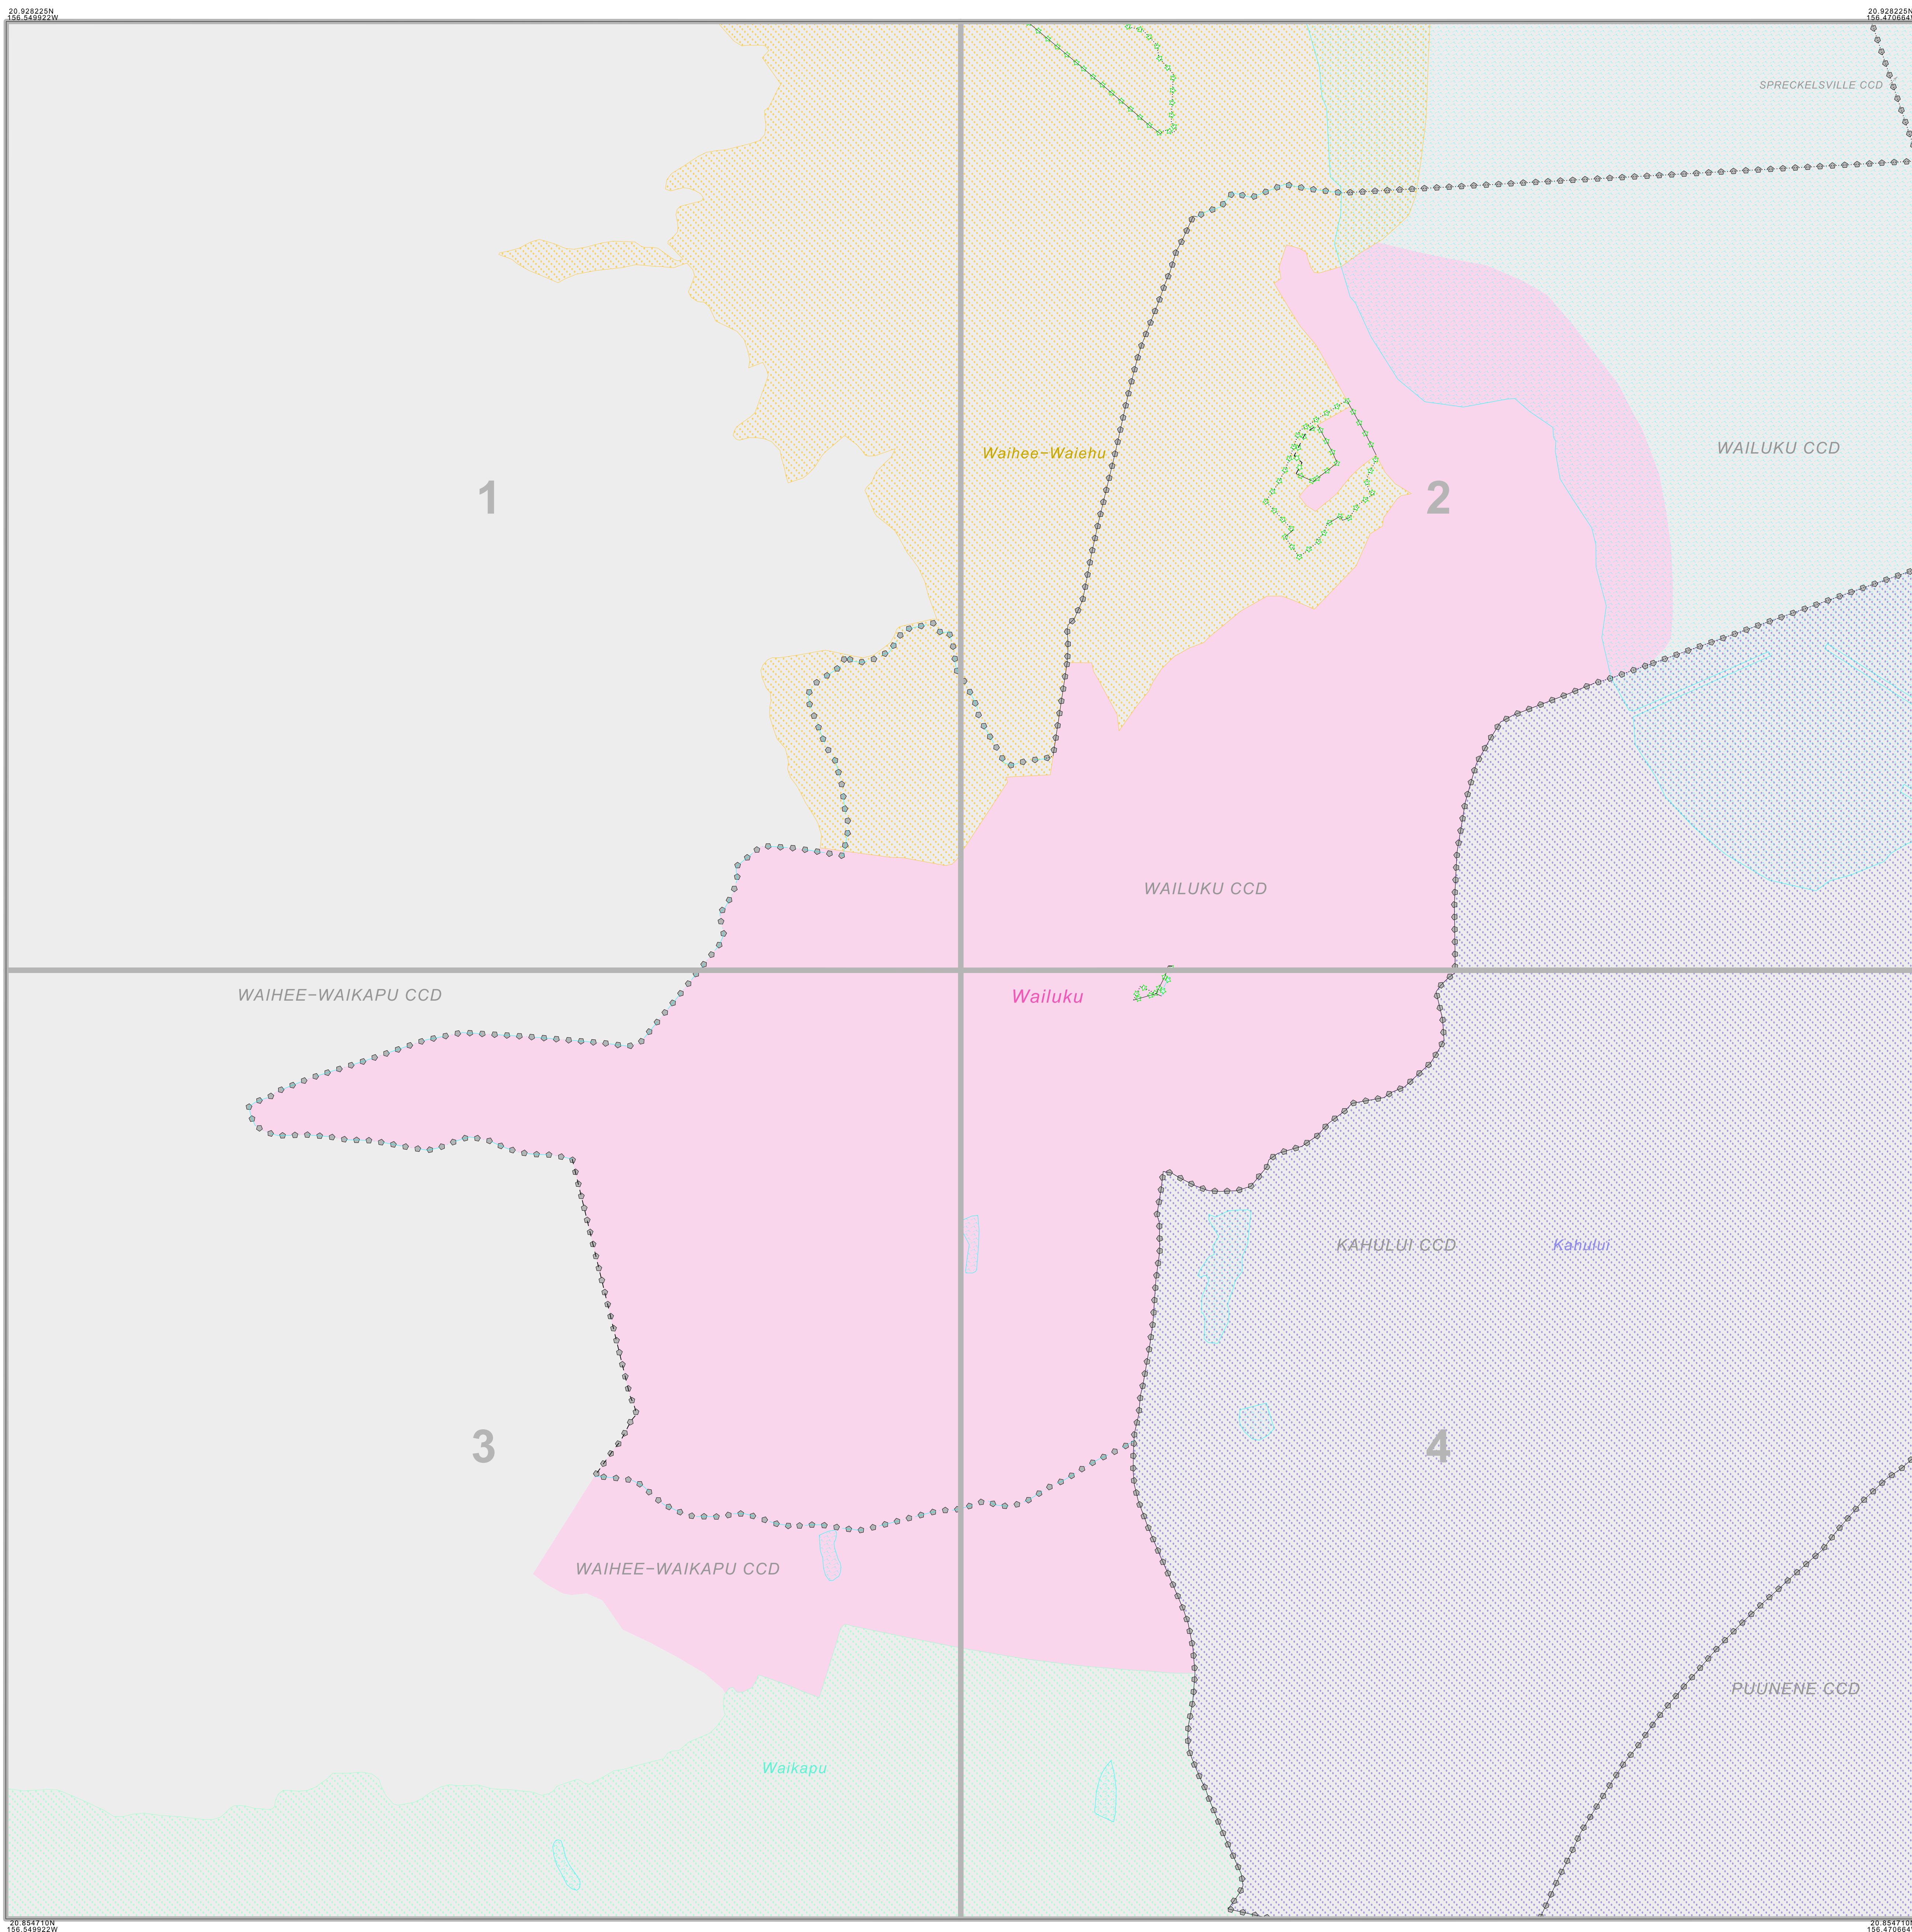 20.928225N
156.549922W
20.928225N
156.470664W
SPRECKELSVILLE CCD
WAILUKU CCD
Waihee-Waiehu
1
2
WAILUKU CCD
WAIHEE-WAIKAPU CCD
Wailuku
KAHULUI CCD
Kahului
3
4
WAIHEE-WAIKAPU CCD
PUUNENE CCD
Waikapu
20.854710N
156.549922W
20.854710N
156.470664W